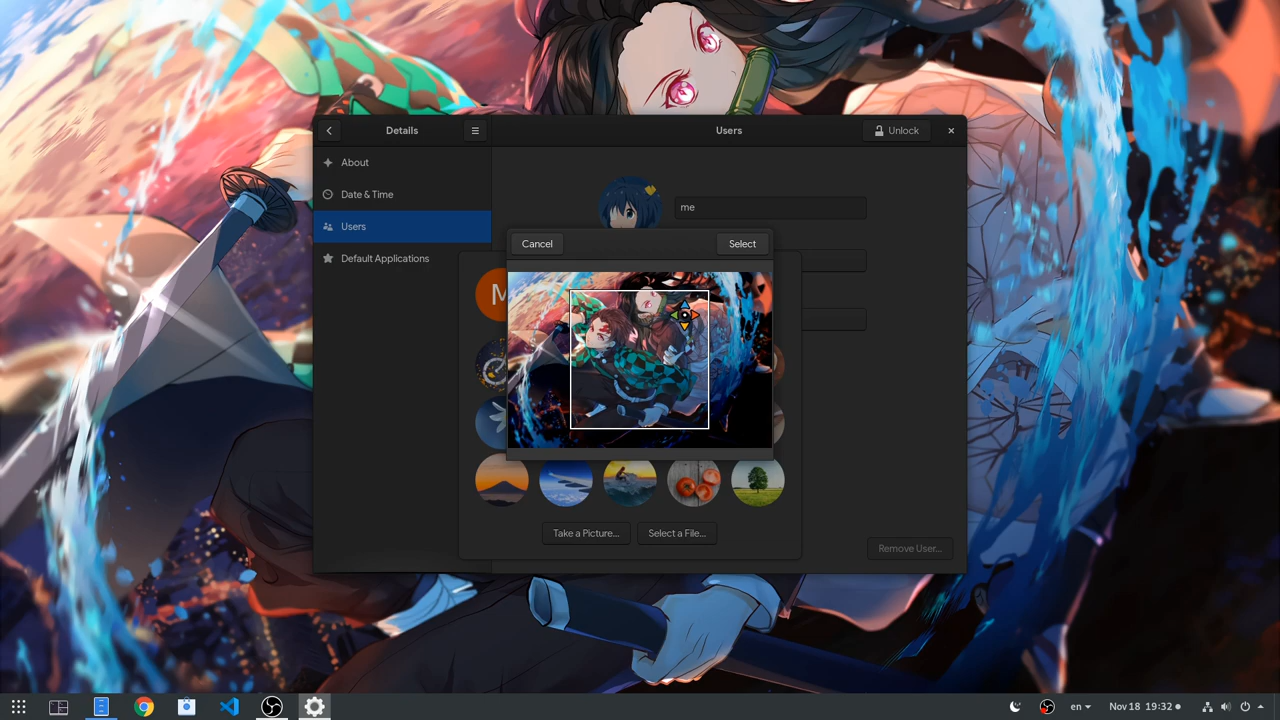 Details
Users
Unlock
About
Date & Time
Users
Default Applications
me
Cancel
Select
M
Take a Picture...
Select a File...
Remove User...
en
Nov 18 19:32